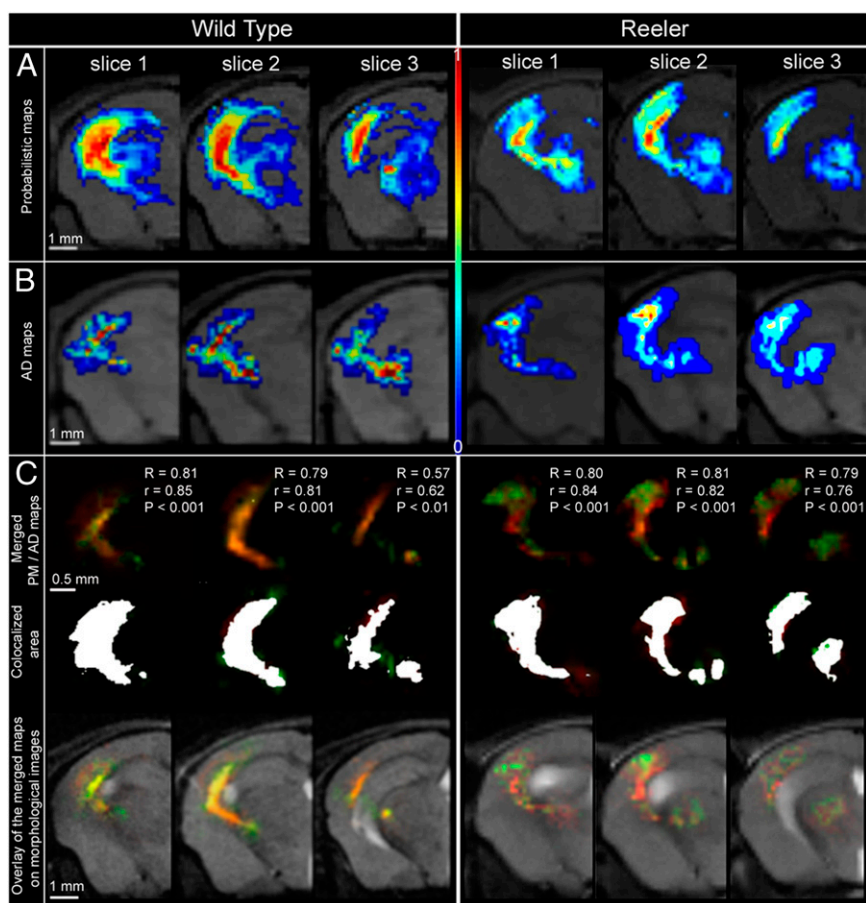 Wild Type
Reeler
A
slice 1
slice 2
slice 3
1
slice 1
slice 2
slice 3
Probabilistic maps
1 mm
B
AD maps
1 mm
0
C
R = 0.81
r = 0.85
P < 0.001
R = 0.79
r = 0.81
P < 0.001
R = 0.57
r = 0.62
P < 0.01
R = 0.80
r = 0.84
P < 0.001
R = 0.81
r = 0.82
P < 0.001
R = 0.79
r = 0.76
P < 0.001
Merged
PM / AD maps
0.5 mm
Colocalized
area
Overlay of the merged maps
on morphological images
1 mm